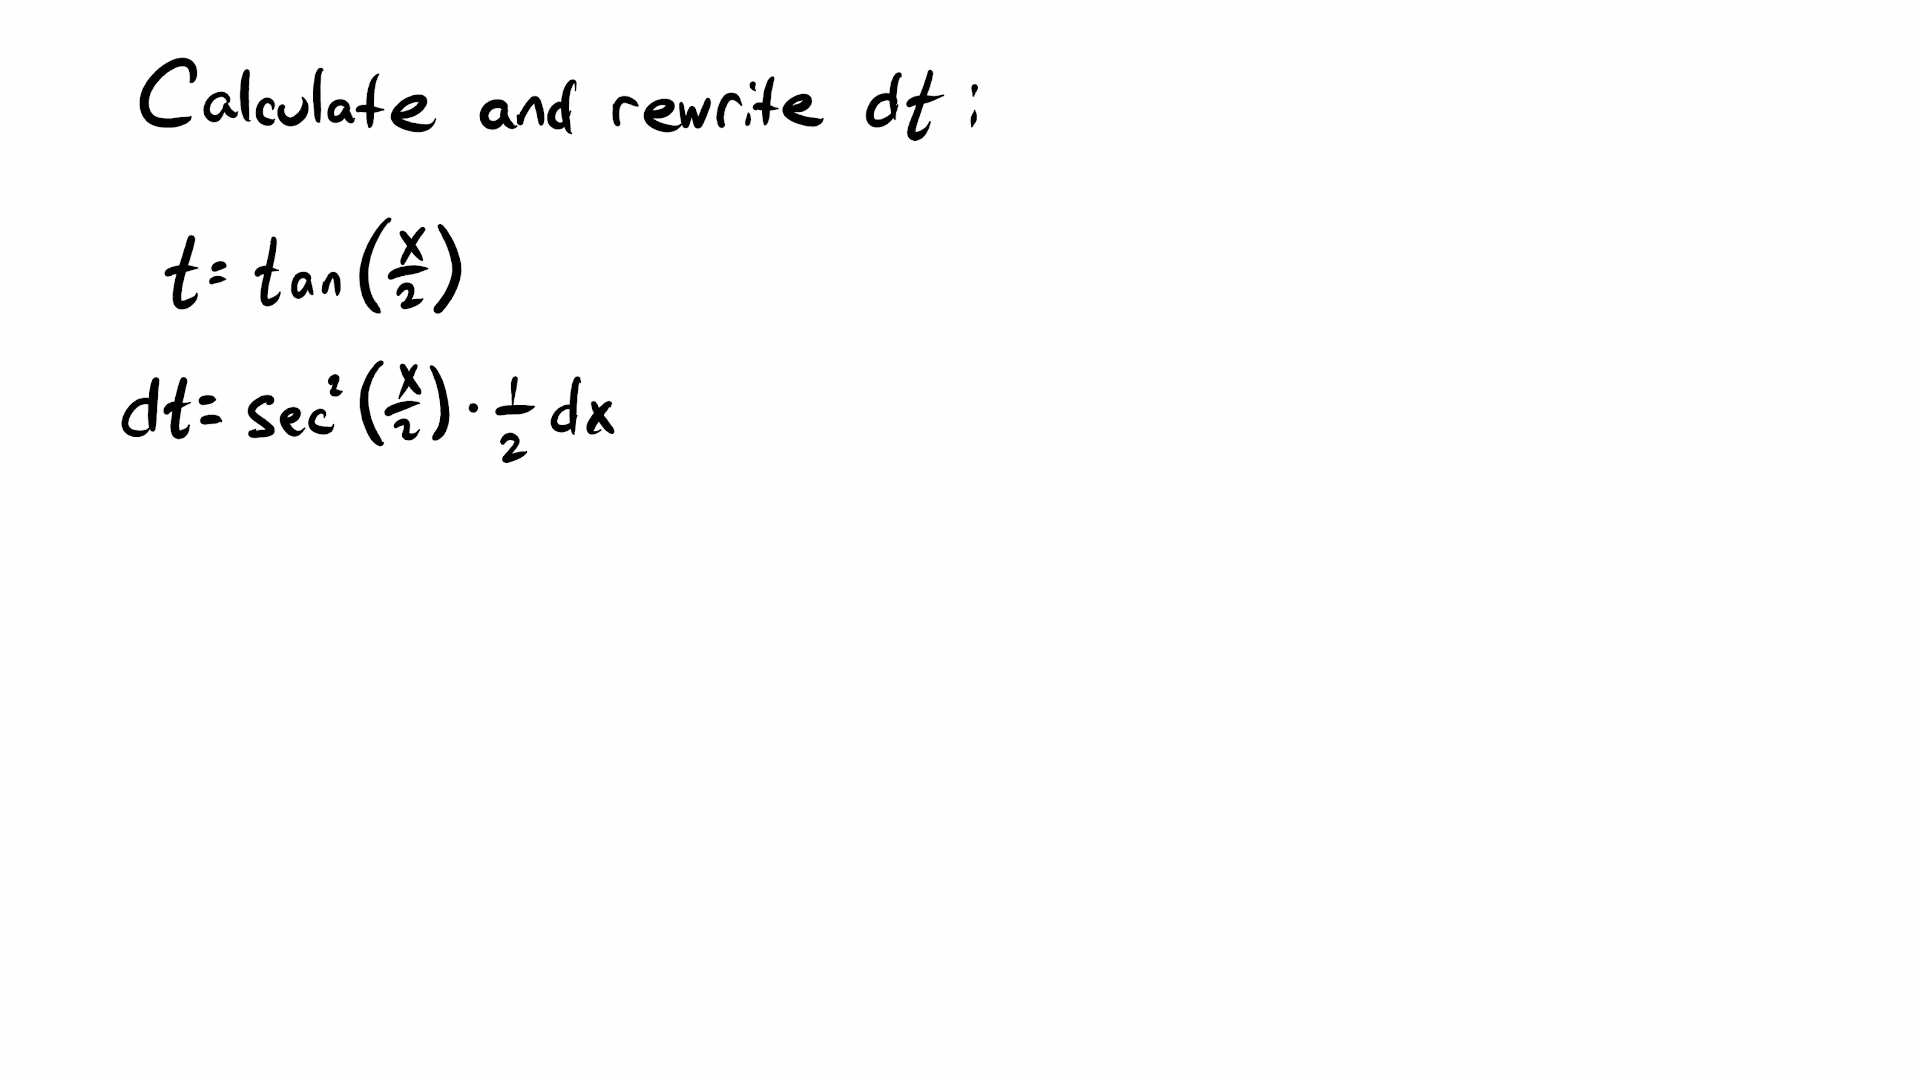 Calculate and rewrite dt:
t = tan(x/2)
dt = sec²(x/2) · 1/2 dx